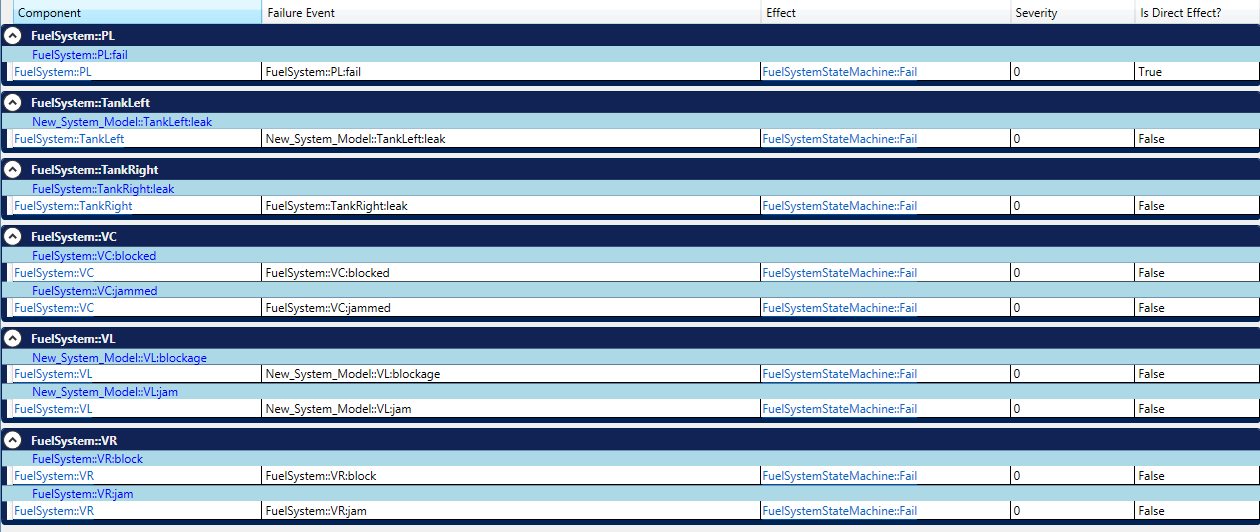 Component Failure Event Effect Severity Is Direct Effect?
FuelSystem::PL
FuelSystem::PL:fail
FuelSystem::PL FuelSystem::PL:fail FuelSystemStateMachine::Fail 0 True
FuelSystem::TankLeft
New_System_Model::TankLeft:leak
FuelSystem::TankLeft New_System_Model::TankLeft:leak FuelSystemStateMachine::Fail 0 False
FuelSystem::TankRight
FuelSystem::TankRight:leak
FuelSystem::TankRight FuelSystem::TankRight:leak FuelSystemStateMachine::Fail 0 False
FuelSystem::VC
FuelSystem::VC:blocked
FuelSystem::VC FuelSystem::VC:blocked FuelSystemStateMachine::Fail 0 False
FuelSystem::VC:jammed
FuelSystem::VC FuelSystem::VC:jammed FuelSystemStateMachine::Fail 0 False
FuelSystem::VL
New_System_Model::VL:blockage
FuelSystem::VL New_System_Model::VL:blockage FuelSystemStateMachine::Fail 0 False
New_System_Model::VL:jam
FuelSystem::VL New_System_Model::VL:jam FuelSystemStateMachine::Fail 0 False
FuelSystem::VR
FuelSystem::VR:block
FuelSystem::VR FuelSystem::VR:block FuelSystemStateMachine::Fail 0 False
FuelSystem::VR:jam
FuelSystem::VR FuelSystem::VR:jam FuelSystemStateMachine::Fail 0 False